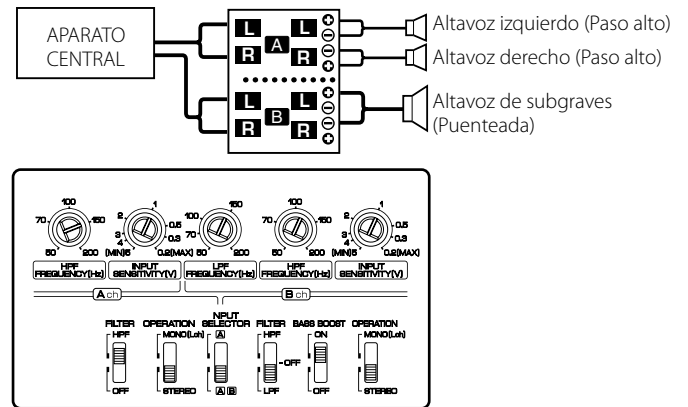 APARATO
CENTRAL
L L
A
R R
L L
B
R R
Altavoz izquierdo (Paso alto)
Altavoz derecho (Paso alto)
Altavoz de subgraves
(Puenteada)
100
70 150
50 200
HPF
FREQUENCY(Hz)
1
2 0.5
3 0.3
4
(MIN)5 0.2(MAX)
INPUT
SENSITIVITY(V)
150
100
70
50 200
LPF
FREQUENCY(Hz)
100
70 150
50 200
HPF
FREQUENCY(Hz)
1
2 0.5
3 0.3
4
(MIN)5 0.2(MAX)
INPUT
SENSITIVITY(V)
A ch
B ch
FILTER
HPF
OFF
OPERATION
MONO(Lch)
STEREO
NPUT
SELECTOR
A
A B
FILTER
HPF
OFF
LPF
BASS BOOST
ON
OFF
OPERATION
MONO(Lch)
STEREO